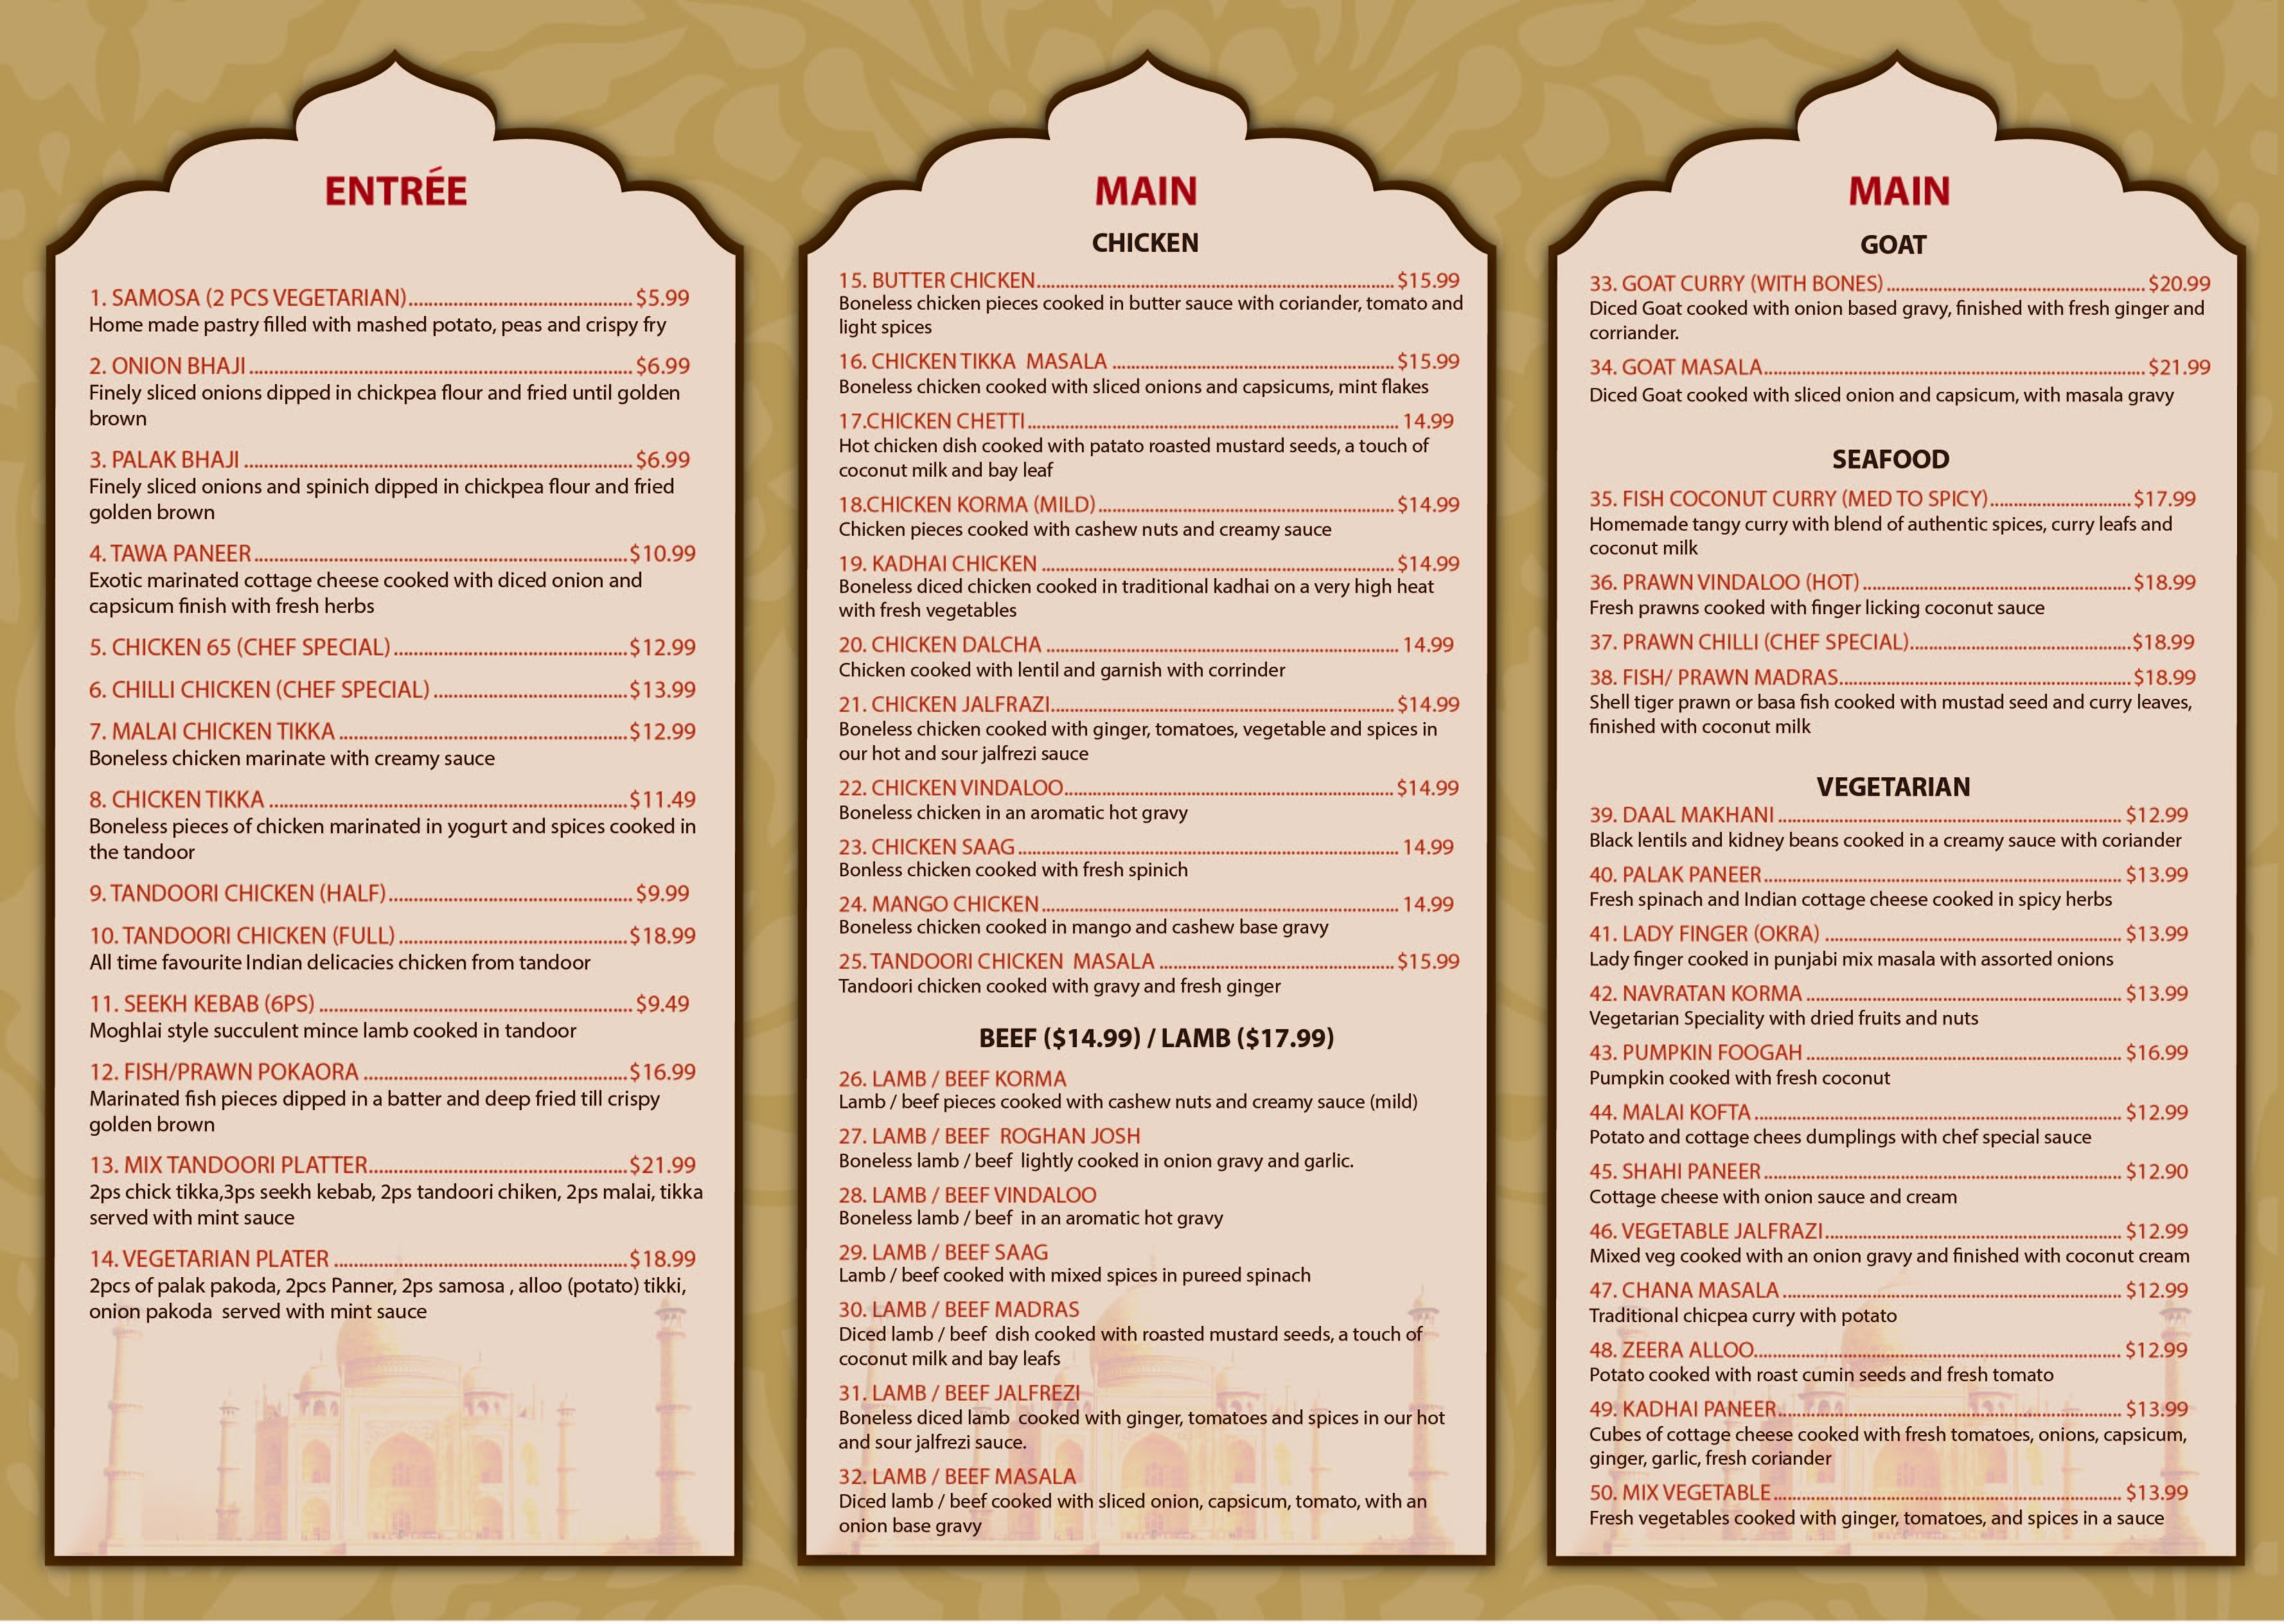 ENTRÉE
1. SAMOSA (2 PCS VEGETARIAN)..............................$5.99
Home made pastry filled with mashed potato, peas and crispy fry
2. ONION BHAJI..............................$6.99
Finely sliced onions dipped in chickpea flour and fried until golden
brown
3. PALAK BHAJI..............................$6.99
Finely sliced onions and spinich dipped in chickpea flour and fried
golden brown
4. TAWA PANEER..............................$10.99
Exotic marinated cottage cheese cooked with diced onion and
capsicum finish with fresh herbs
5. CHICKEN 65 (CHEF SPECIAL)..............................$12.99
6. CHILLI CHICKEN (CHEF SPECIAL)..............................$13.99
7. MALAI CHICKEN TIKKA..............................$12.99
Boneless chicken marinate with creamy sauce
8. CHICKEN TIKKA..............................$11.49
Boneless pieces of chicken marinated in yogurt and spices cooked in
the tandoor
9. TANDOORI CHICKEN (HALF)..............................$9.99
10. TANDOORI CHICKEN (FULL)..............................$18.99
All time favourite Indian delicacies chicken from tandoor
11. SEEKH KEBAB (6PS)..............................$9.49
Moghlai style succulent mince lamb cooked in tandoor
12. FISH/PRAWN POKAORA..............................$16.99
Marinated fish pieces dipped in a batter and deep fried till crispy
golden brown
13. MIX TANDOORI PLATTER..............................$21.99
2ps chick tikka,3ps seekh kebab, 2ps tandoori chiken, 2ps malai, tikka
served with mint sauce
14. VEGETARIAN PLATER..............................$18.99
2pcs of palak pakoda, 2pcs Panner, 2ps samosa , alloo (potato) tikki,
onion pakoda served with mint sauce
MAIN
CHICKEN
15. BUTTER CHICKEN..............................$15.99
Boneless chicken pieces cooked in butter sauce with coriander, tomato and
light spices
16. CHICKEN TIKKA MASALA..............................$15.99
Boneless chicken cooked with sliced onions and capsicums, mint flakes
17.CHICKEN CHETTI..............................14.99
Hot chicken dish cooked with patato roasted mustard seeds, a touch of
coconut milk and bay leaf
18.CHICKEN KORMA (MILD)..............................$14.99
Chicken pieces cooked with cashew nuts and creamy sauce
19. KADHAI CHICKEN..............................$14.99
Boneless diced chicken cooked in traditional kadhai on a very high heat
with fresh vegetables
20. CHICKEN DALCHA..............................14.99
Chicken cooked with lentil and garnish with corrinder
21. CHICKEN JALFRAZI..............................$14.99
Boneless chicken cooked with ginger, tomatoes, vegetable and spices in
our hot and sour jalfrezi sauce
22. CHICKEN VINDALOO..............................$14.99
Boneless chicken in an aromatic hot gravy
23. CHICKEN SAAG..............................14.99
Bonless chicken cooked with fresh spinich
24. MANGO CHICKEN..............................14.99
Boneless chicken cooked in mango and cashew base gravy
25. TANDOORI CHICKEN MASALA..............................$15.99
Tandoori chicken cooked with gravy and fresh ginger
BEEF ($14.99) / LAMB ($17.99)
26. LAMB / BEEF KORMA
Lamb / beef pieces cooked with cashew nuts and creamy sauce (mild)
27. LAMB / BEEF ROGHAN JOSH
Boneless lamb / beef lightly cooked in onion gravy and garlic.
28. LAMB / BEEF VINDALOO
Boneless lamb / beef in an aromatic hot gravy
29. LAMB / BEEF SAAG
Lamb / beef cooked with mixed spices in pureed spinach
30. LAMB / BEEF MADRAS
Diced lamb / beef dish cooked with roasted mustard seeds, a touch of
coconut milk and bay leafs
31. LAMB / BEEF JALFREZI
Boneless diced lamb cooked with ginger, tomatoes and spices in our hot
and sour jalfrezi sauce.
32. LAMB / BEEF MASALA
Diced lamb / beef cooked with sliced onion, capsicum, tomato, with an
onion base gravy
MAIN
GOAT
33. GOAT CURRY (WITH BONES)..............................$20.99
Diced Goat cooked with onion based gravy, finished with fresh ginger and
corriander.
34. GOAT MASALA..............................$21.99
Diced Goat cooked with sliced onion and capsicum, with masala gravy
SEAFOOD
35. FISH COCONUT CURRY (MED TO SPICY)..............................$17.99
Homemade tangy curry with blend of authentic spices, curry leafs and
coconut milk
36. PRAWN VINDALOO (HOT)..............................$18.99
Fresh prawns cooked with finger licking coconut sauce
37. PRAWN CHILLI (CHEF SPECIAL)..............................$18.99
38. FISH/ PRAWN MADRAS..............................$18.99
Shell tiger prawn or basa fish cooked with mustad seed and curry leaves,
finished with coconut milk
VEGETARIAN
39. DAAL MAKHANI..............................$12.99
Black lentils and kidney beans cooked in a creamy sauce with coriander
40. PALAK PANEER..............................$13.99
Fresh spinach and Indian cottage cheese cooked in spicy herbs
41. LADY FINGER (OKRA)..............................$13.99
Lady finger cooked in punjabi mix masala with assorted onions
42. NAVRATAN KORMA..............................$13.99
Vegetarian Speciality with dried fruits and nuts
43. PUMPKIN FOOGAH..............................$16.99
Pumpkin cooked with fresh coconut
44. MALAI KOFTA..............................$12.99
Potato and cottage chees dumplings with chef special sauce
45. SHAHI PANEER..............................$12.90
Cottage cheese with onion sauce and cream
46. VEGETABLE JALFRAZI..............................$12.99
Mixed veg cooked with an onion gravy and finished with coconut cream
47. CHANA MASALA..............................$12.99
Traditional chicpea curry with potato
48. ZEERA ALLOO..............................$12.99
Potato cooked with roast cumin seeds and fresh tomato
49. KADHAI PANEER..............................$13.99
Cubes of cottage cheese cooked with fresh tomatoes, onions, capsicum,
ginger, garlic, fresh coriander
50. MIX VEGETABLE..............................$13.99
Fresh vegetables cooked with ginger, tomatoes, and spices in a sauce